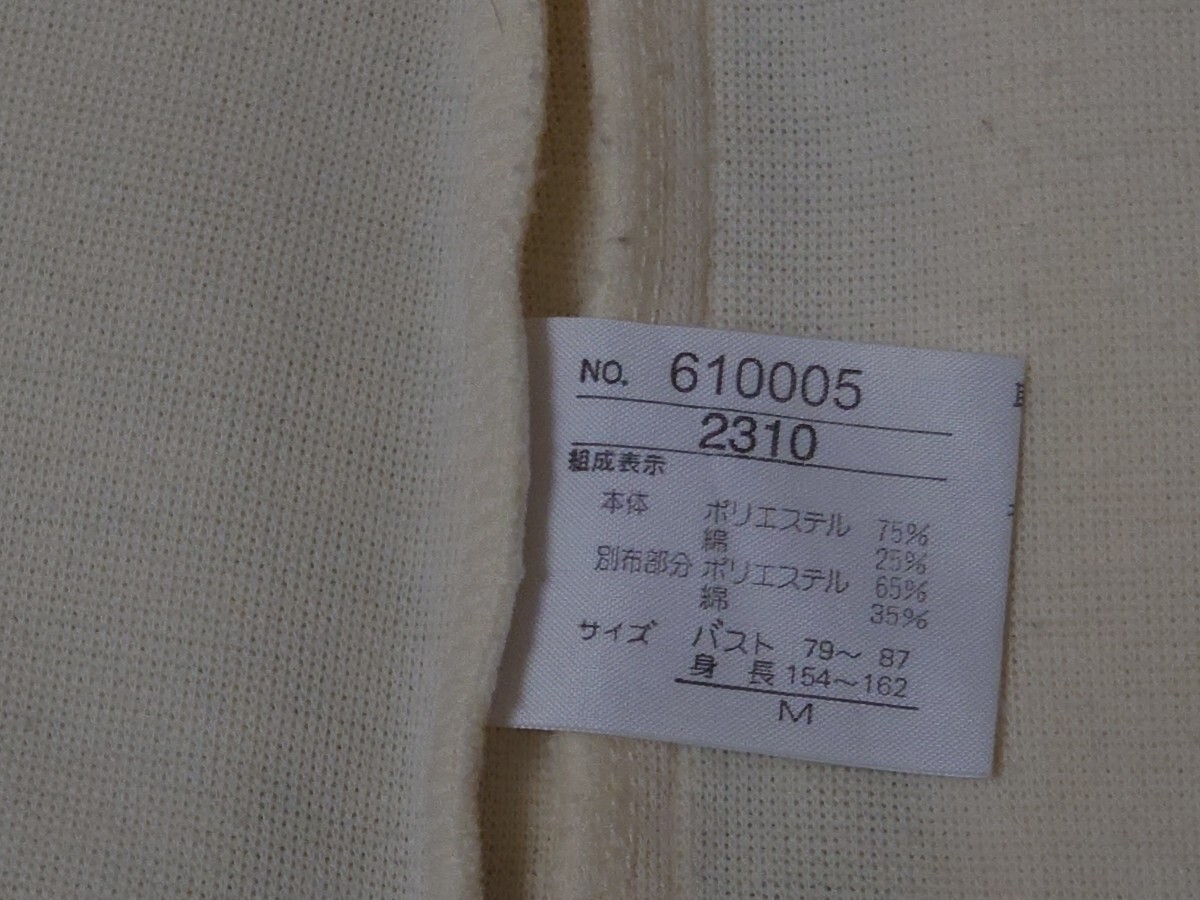 NO. 610005
2310
組成表示
本体 ポリエステル 75%
綿 25%
別布部分 ポリエステル 65%
綿 35%
サイズ バスト 79～ 87
身 長 154～162
M